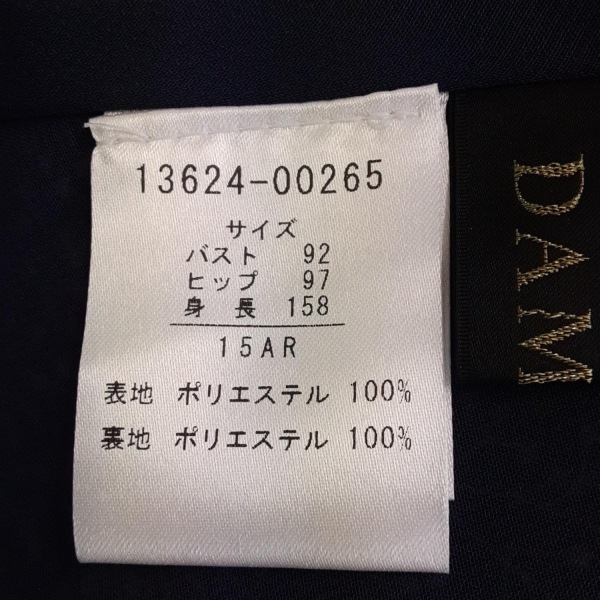 13624-00265
サイズ
バスト 92
ヒップ 97
身長 158
15AR
表地 ポリエステル 100%
裏地 ポリエステル 100%
DAM